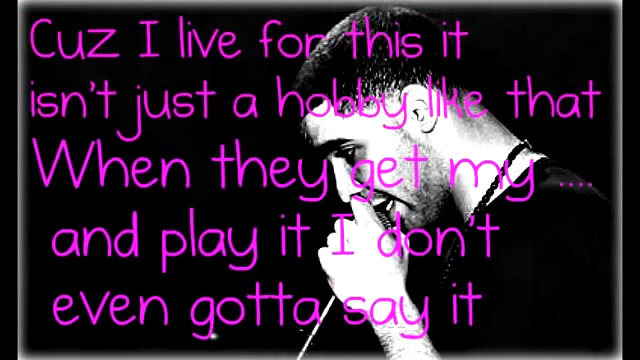 Cuz I live for this it
isn't just a hobby like that
When they get my ....
and play it I don't
even gotta say it